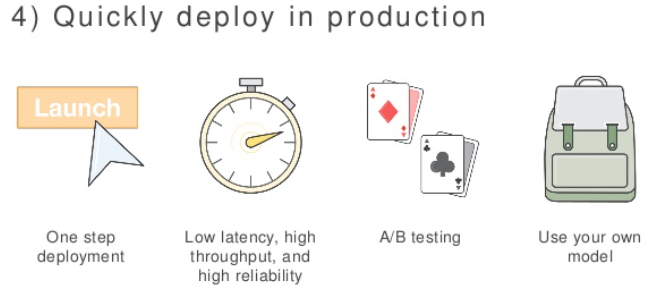 4) Quickly deploy in production
Launch
One step
deployment
Low latency, high
throughput, and
high reliability
A/B testing
Use your own
model